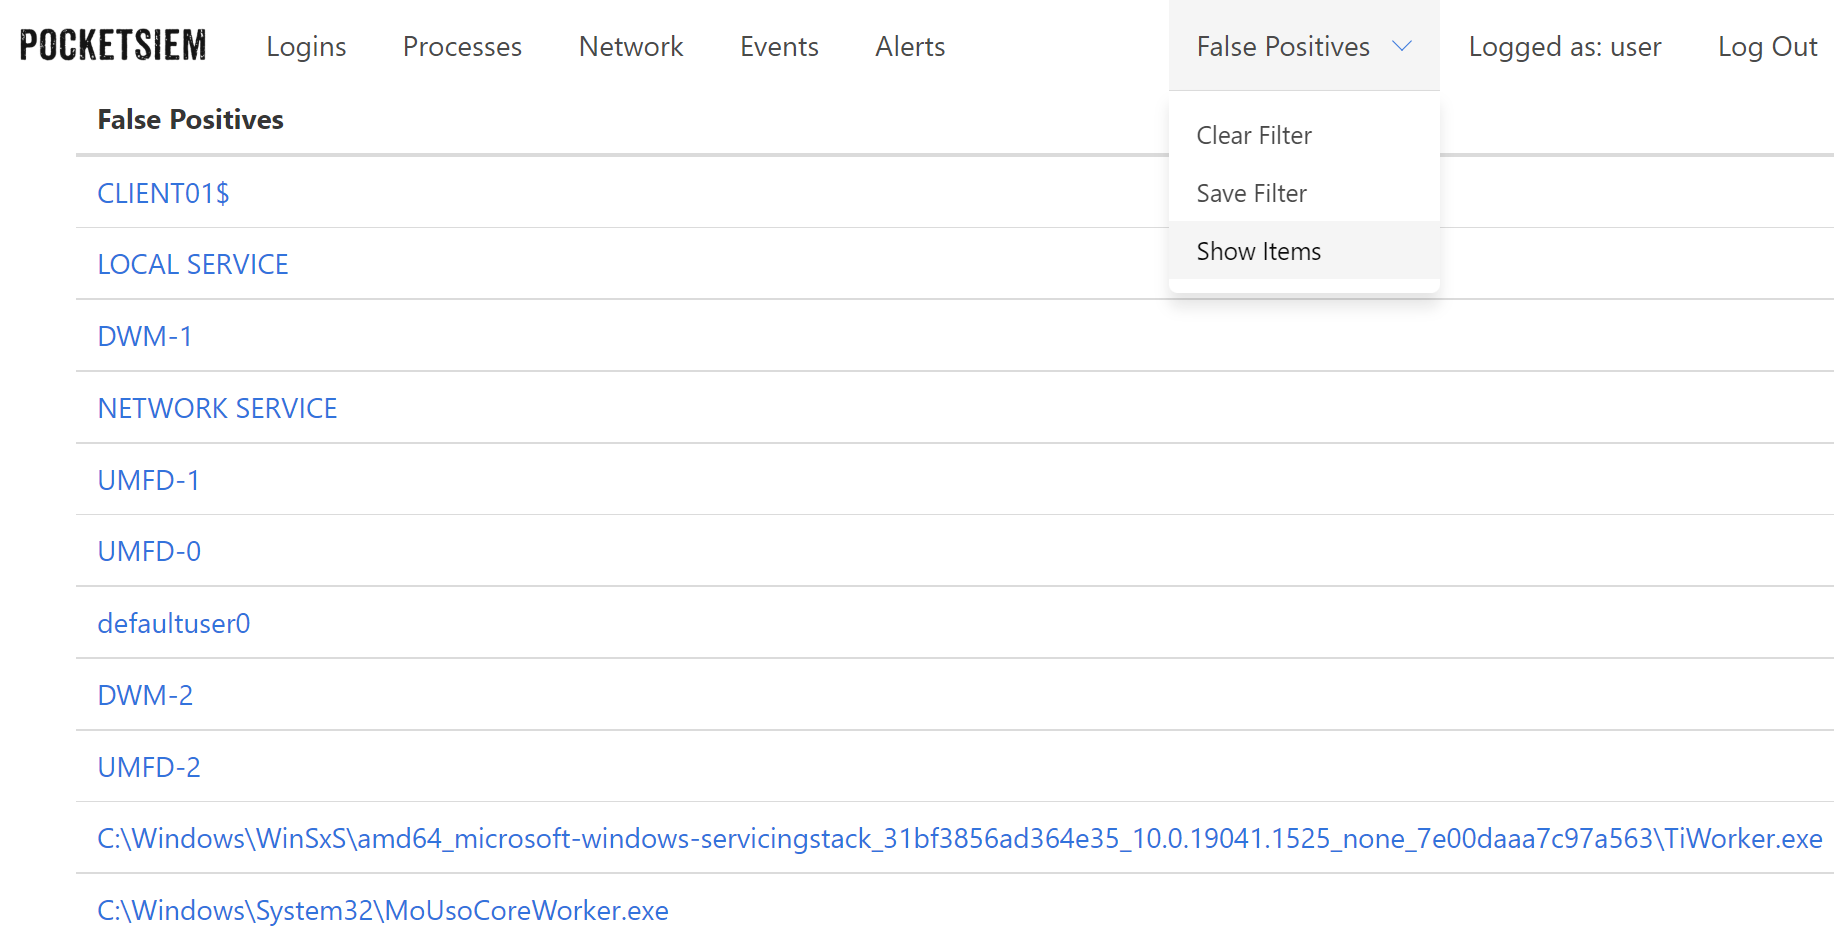 POCKETSIEM Logins Processes Network Events Alerts False Positives Logged as: user Log Out
False Positives
Clear Filter
Save Filter
Show Items
CLIENT01$
LOCAL SERVICE
DWM-1
NETWORK SERVICE
UMFD-1
UMFD-0
defaultuser0
DWM-2
UMFD-2
C:\Windows\WinSxS\amd64_microsoft-windows-servicingstack_31bf3856ad364e35_10.0.19041.1525_none_7e00daaa7c97a563\TiWorker.exe
C:\Windows\System32\MoUsoCoreWorker.exe